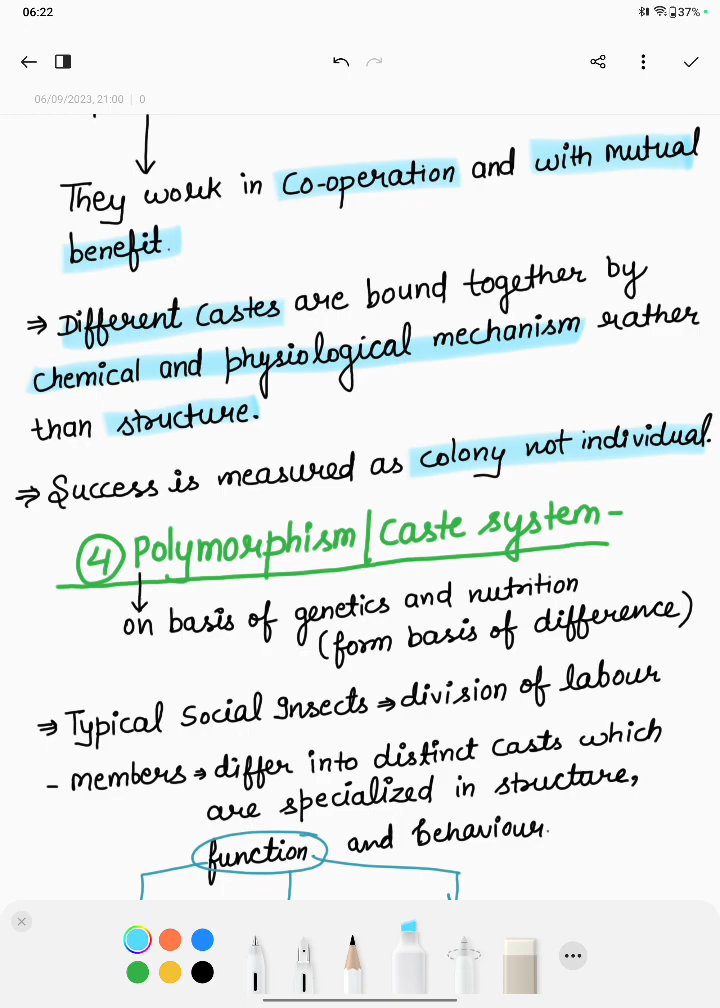 06:22
37%
06/09/2023, 21:00 | 0
They work in Co-operation and with mutual
benefit.
⇒ Different Castes are bound together by
chemical and physiological mechanism rather
than structure.
⇒ Success is measured as colony not individual.
④ Polymorphism | Caste system -
on basis of genetics and nutrition
(form basis of difference)
⇒ Typical Social Insects → division of labour
- members → differ into distinct casts which
are specialized in structure,
function and behaviour.